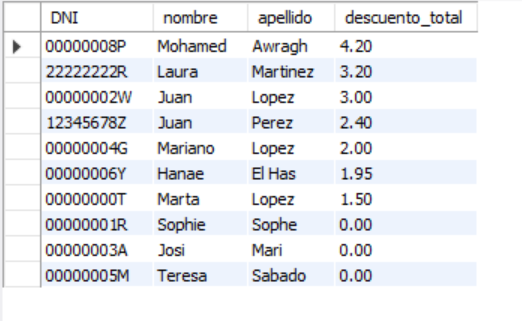 DNI nombre apellido descuento_total
00000008P Mohamed Awragh 4.20
22222222R Laura Martinez 3.20
00000002W Juan Lopez 3.00
12345678Z Juan Perez 2.40
00000004G Mariano Lopez 2.00
00000006Y Hanae El Has 1.95
00000000T Marta Lopez 1.50
00000001R Sophie Sophe 0.00
00000003A Josi Mari 0.00
00000005M Teresa Sabado 0.00